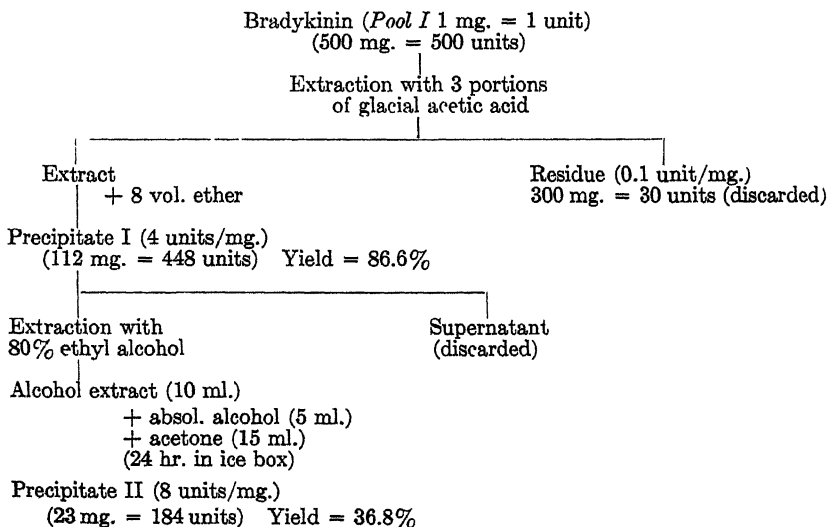 Bradykinin (Pool I 1 mg. = 1 unit)
(500 mg. = 500 units)
Extraction with 3 portions
of glacial acetic acid
Extract
+ 8 vol. ether
Residue (0.1 unit/mg.)
300 mg. = 30 units (discarded)
Precipitate I (4 units/mg.)
(112 mg. = 448 units) Yield = 86.6%
Extraction with
80% ethyl alcohol
Supernatant
(discarded)
Alcohol extract (10 ml.)
+ absol. alcohol (5 ml.)
+ acetone (15 ml.)
(24 hr. in ice box)
Precipitate II (8 units/mg.)
(23 mg. = 184 units) Yield = 36.8%